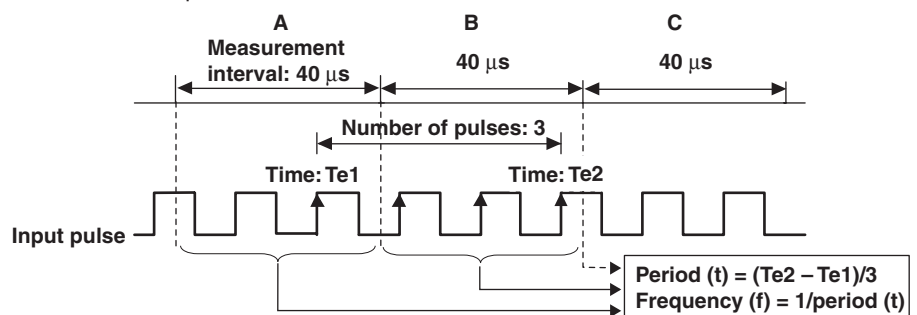 A B C
Measurement interval: 40 μs
40 μs
40 μs
Number of pulses: 3
Time: Te1
Time: Te2
Input pulse
Period (t) = (Te2 – Te1)/3
Frequency (f) = 1/period (t)